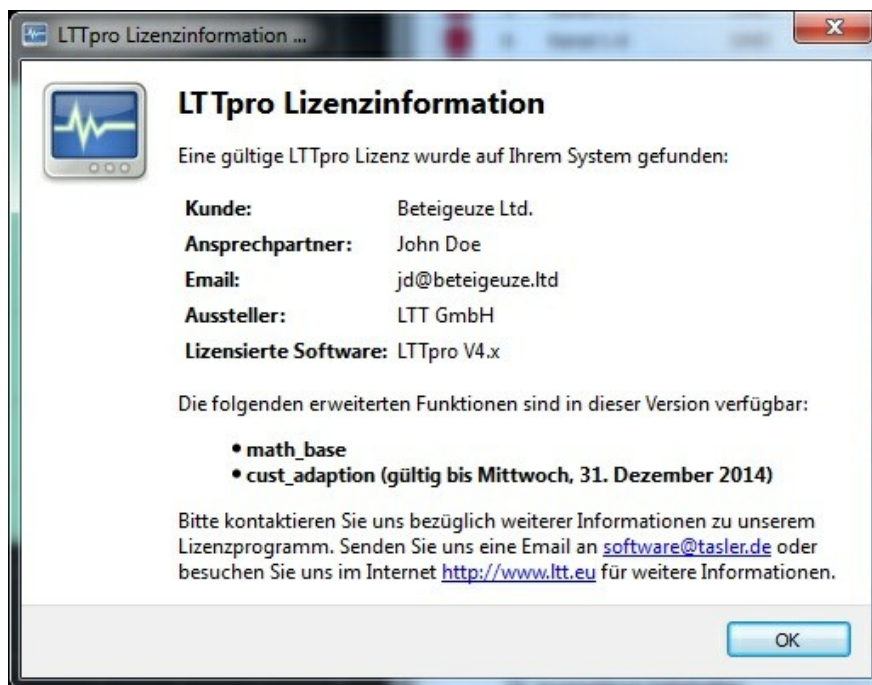 LTTpro Lizenzinformation ...
LTTpro Lizenzinformation
Eine gültige LTTpro Lizenz wurde auf Ihrem System gefunden:
Kunde: Beteigeuze Ltd.
Ansprechpartner: John Doe
Email: jd@beteigeuze.ltd
Aussteller: LTT GmbH
Lizensierte Software: LTTpro V4.x
Die folgenden erweiterten Funktionen sind in dieser Version verfügbar:
• math_base
• cust_adaption (gültig bis Mittwoch, 31. Dezember 2014)
Bitte kontaktieren Sie uns bezüglich weiterer Informationen zu unserem
Lizenzprogramm. Senden Sie uns eine Email an software@tasler.de oder
besuchen Sie uns im Internet http://www.ltt.eu für weitere Informationen.
OK